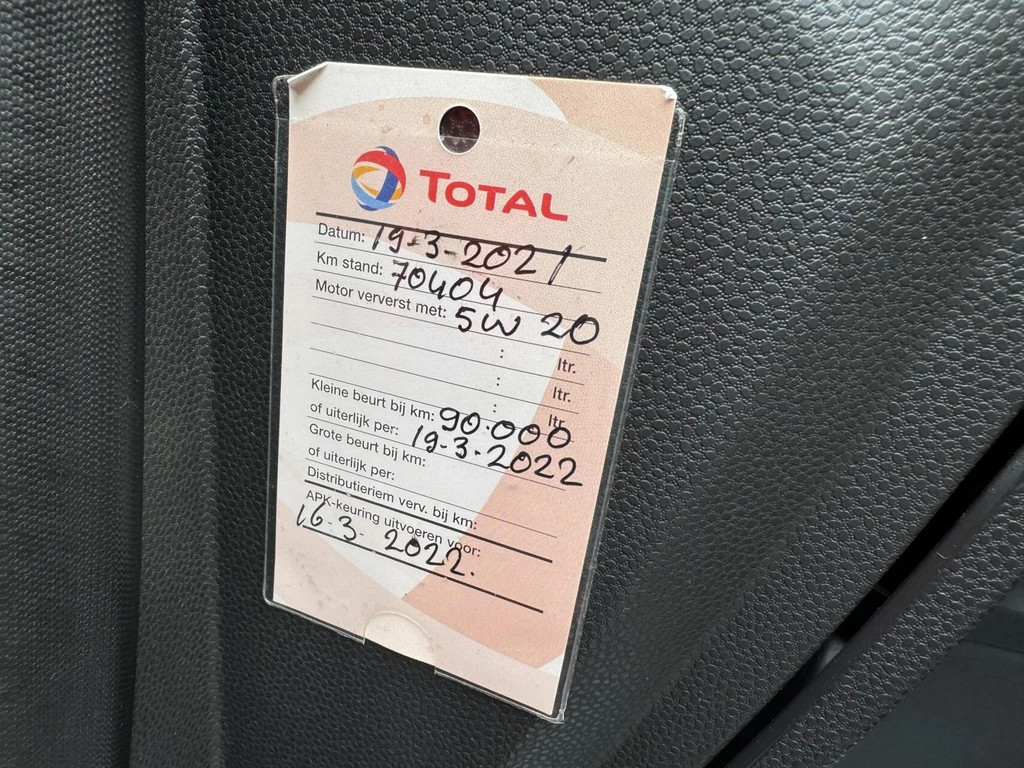 TOTAL
Datum: 19-3-2021
Km stand: 70404
Motor ververst met: 5W 20
: ltr.
: ltr.
: ltr.
Kleine beurt bij km: 90.000
of uiterlijk per: 19-3-2022
Grote beurt bij km:
of uiterlijk per:
Distributieriem verv. bij km:
APK-keuring uitvoeren voor:
16-3-2022.